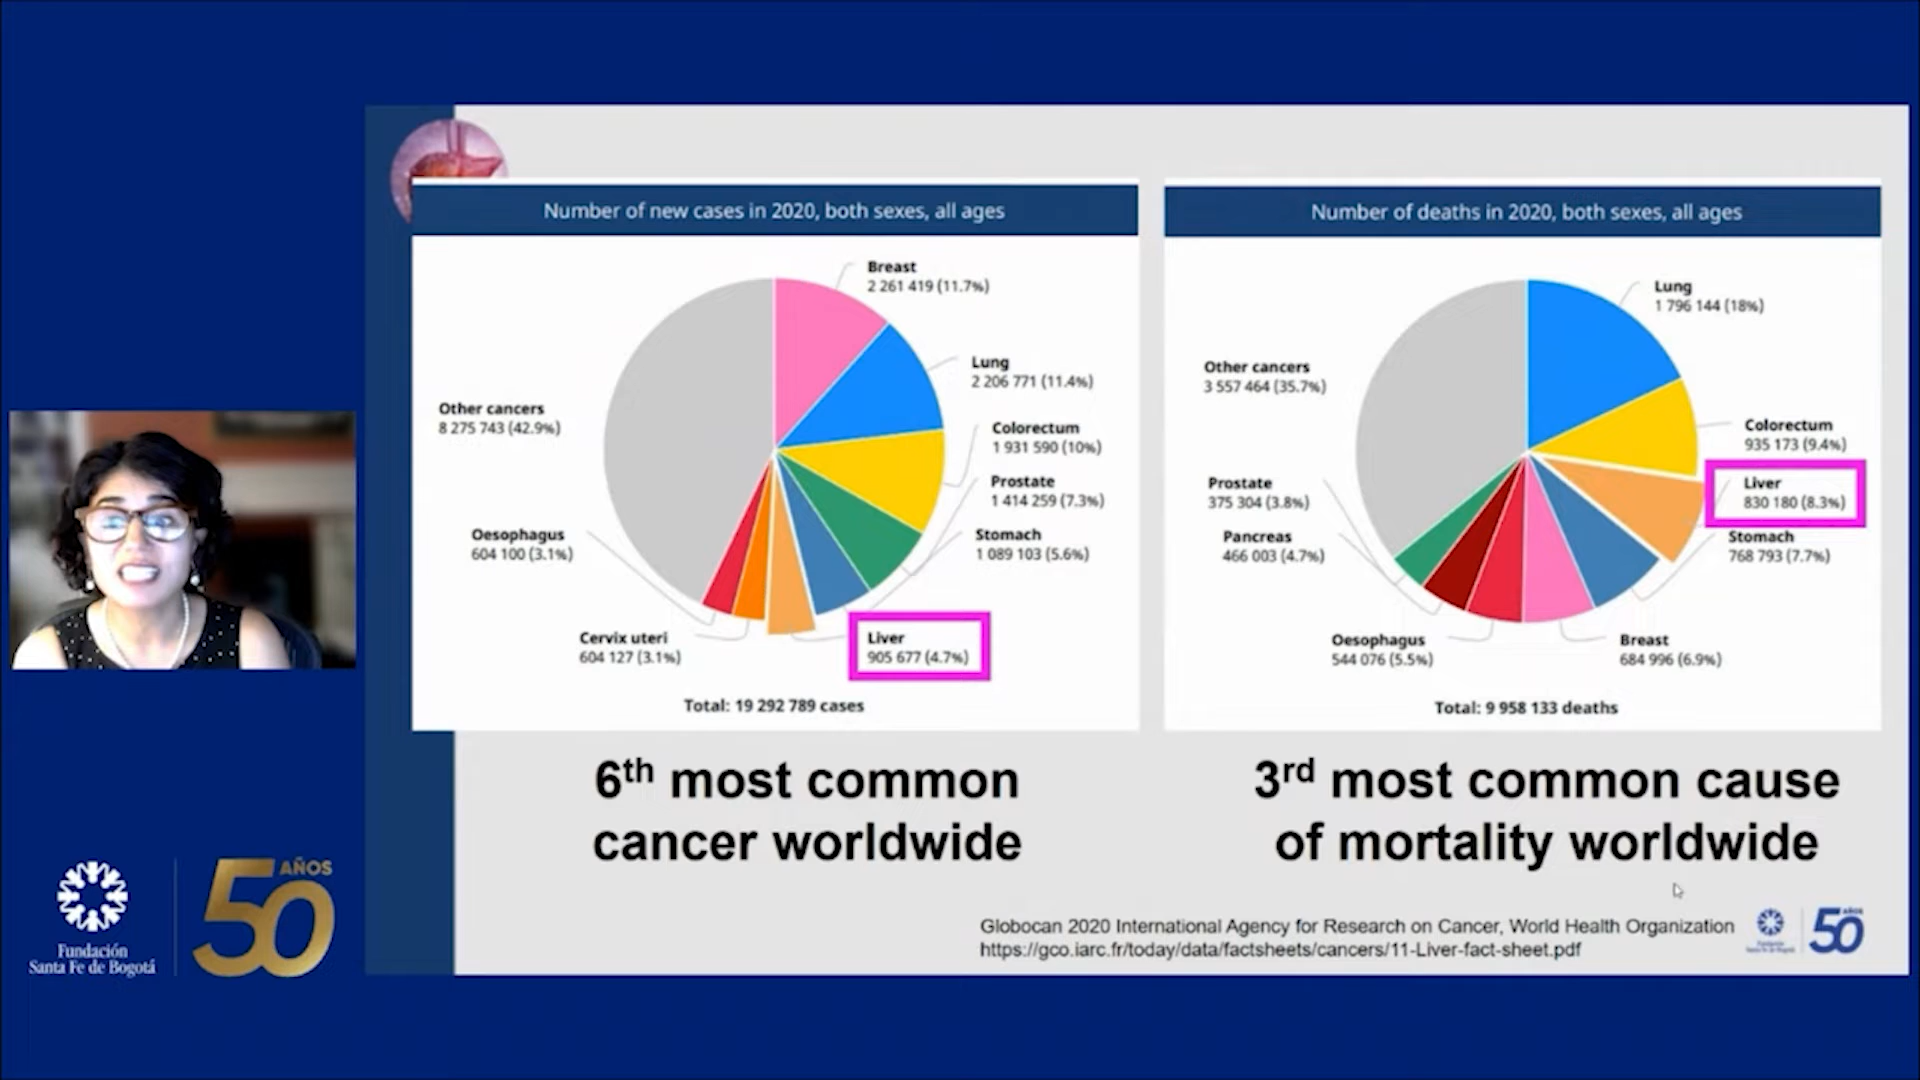 Number of new cases in 2020, both sexes, all ages
Breast
2 261 419 (11.7%)
Lung
2 206 771 (11.4%)
Colorectum
1 931 590 (10%)
Prostate
1 414 259 (7.3%)
Stomach
1 089 103 (5.6%)
Liver
905 677 (4.7%)
Cervix uteri
604 127 (3.1%)
Oesophagus
604 100 (3.1%)
Other cancers
8 275 743 (42.9%)
Total: 19 292 789 cases
6th most common
cancer worldwide
Number of deaths in 2020, both sexes, all ages
Lung
1 796 144 (18%)
Colorectum
935 173 (9.4%)
Liver
830 180 (8.3%)
Stomach
768 793 (7.7%)
Breast
684 996 (6.9%)
Oesophagus
544 076 (5.5%)
Pancreas
466 003 (4.7%)
Prostate
375 304 (3.8%)
Other cancers
3 557 464 (35.7%)
Total: 9 958 133 deaths
3rd most common cause
of mortality worldwide
Globocan 2020 International Agency for Research on Cancer, World Health Organization
https://gco.iarc.fr/today/data/factsheets/cancers/11-Liver-fact-sheet.pdf
Fundación
Santa Fe de Bogotá
50 AÑOS
Fundación
Santa Fe de Bogotá
50 AÑOS